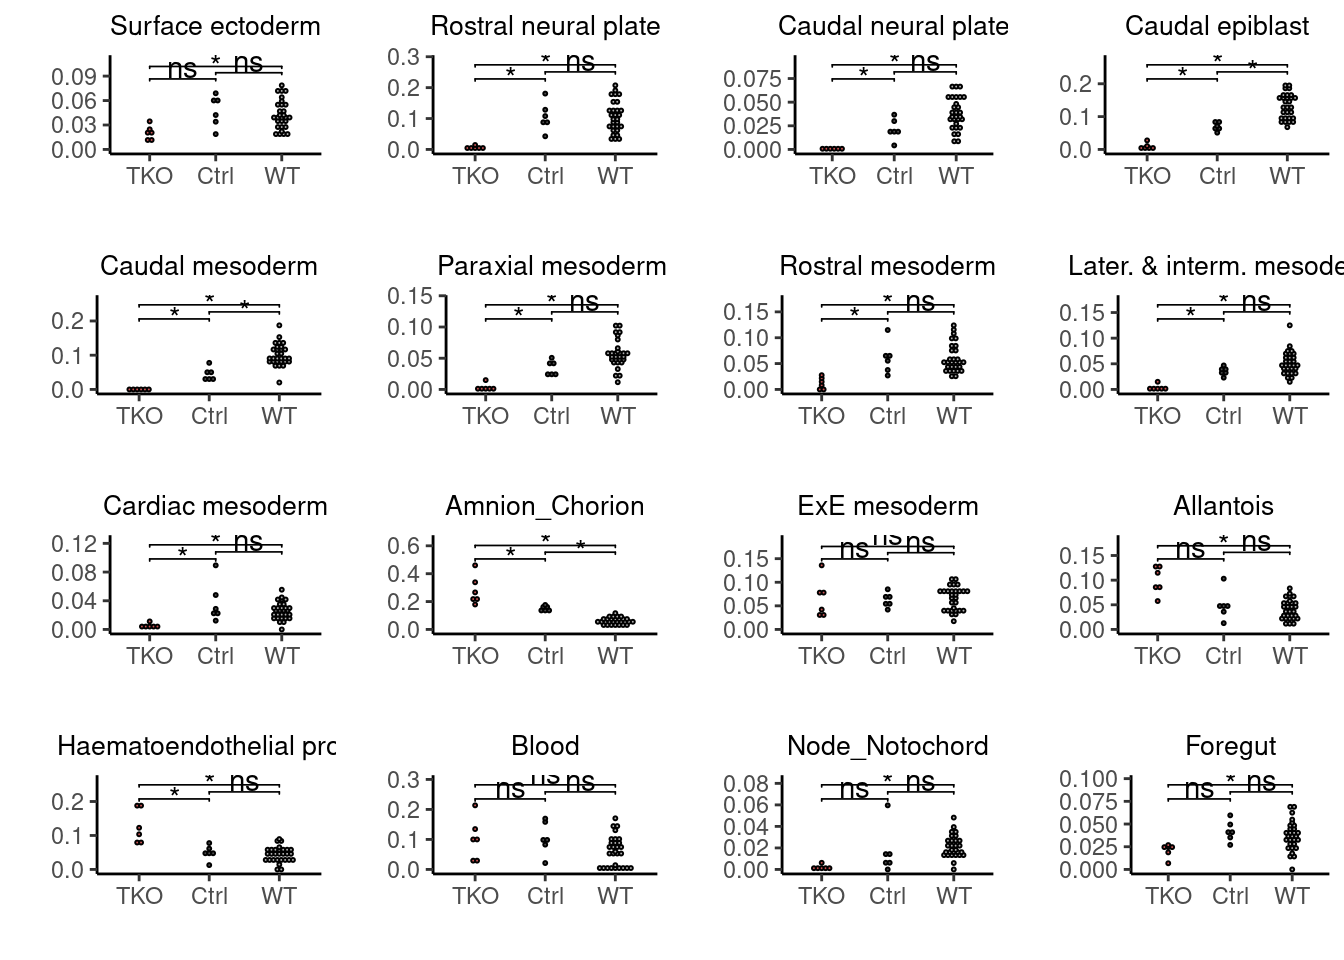 Surface ectoderm
0.09
0.06
0.03
0.00
*
ns
ns
TKO Ctrl WT
Rostral neural plate
0.3
0.2
0.1
0.0
*
*
ns
TKO Ctrl WT
Caudal neural plate
0.075
0.050
0.025
0.000
*
*
ns
TKO Ctrl WT
Caudal epiblast
0.2
0.1
0.0
*
*
*
TKO Ctrl WT
Caudal mesoderm
0.2
0.1
0.0
*
*
*
TKO Ctrl WT
Paraxial mesoderm
0.15
0.10
0.05
0.00
*
*
ns
TKO Ctrl WT
Rostral mesoderm
0.15
0.10
0.05
0.00
*
*
ns
TKO Ctrl WT
Later. & interm. mesode
0.15
0.10
0.05
0.00
*
*
ns
TKO Ctrl WT
Cardiac mesoderm
0.12
0.08
0.04
0.00
*
*
ns
TKO Ctrl WT
Amnion_Chorion
0.6
0.4
0.2
0.0
*
*
*
TKO Ctrl WT
ExE mesoderm
0.15
0.10
0.05
0.00
ns
ns
ns
TKO Ctrl WT
Allantois
0.15
0.10
0.05
0.00
*
ns
ns
TKO Ctrl WT
Haematoendothelial pro
0.2
0.1
0.0
*
*
ns
TKO Ctrl WT
Blood
0.3
0.2
0.1
0.0
ns
ns
ns
TKO Ctrl WT
Node_Notochord
0.08
0.06
0.04
0.02
0.00
*
ns
ns
TKO Ctrl WT
Foregut
0.100
0.075
0.050
0.025
0.000
*
ns
ns
TKO Ctrl WT